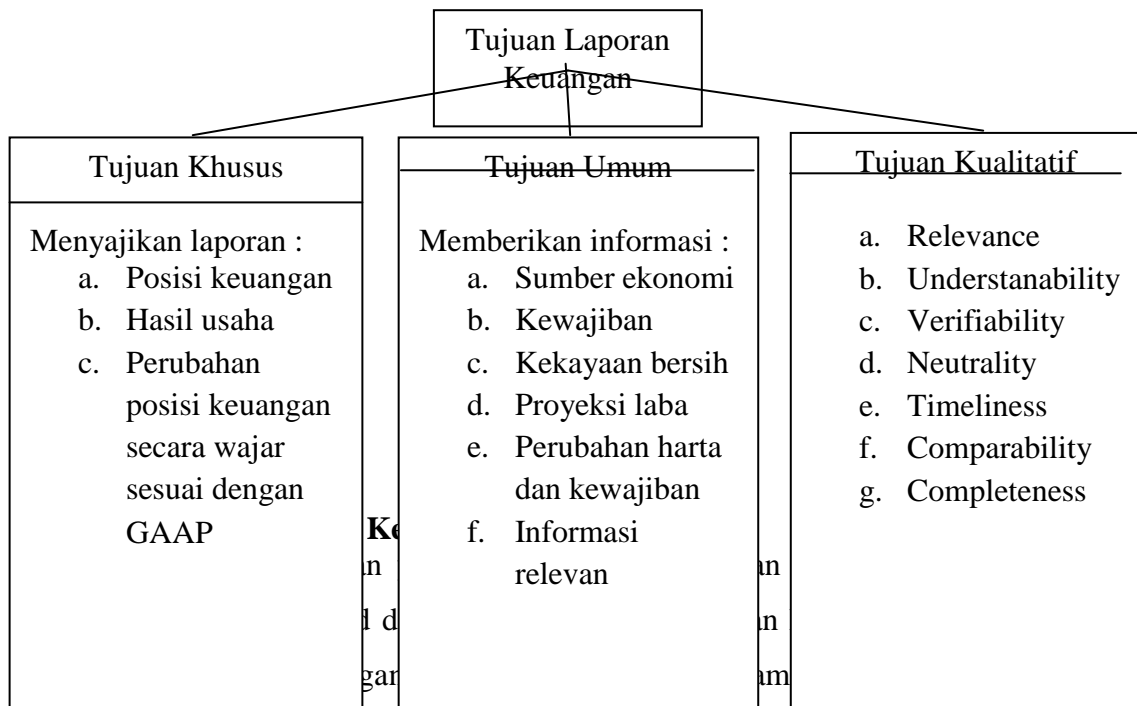 Tujuan Laporan
Keuangan
Tujuan Khusus
Menyajikan laporan :
a. Posisi keuangan
b. Hasil usaha
c. Perubahan
posisi keuangan
secara wajar
sesuai dengan
GAAP
Tujuan Umum
Memberikan informasi :
a. Sumber ekonomi
b. Kewajiban
c. Kekayaan bersih
d. Proyeksi laba
e. Perubahan harta
dan kewajiban
f. Informasi
relevan
Tujuan Kualitatif
a. Relevance
b. Understanability
c. Verifiability
d. Neutrality
e. Timeliness
f. Comparability
g. Completeness